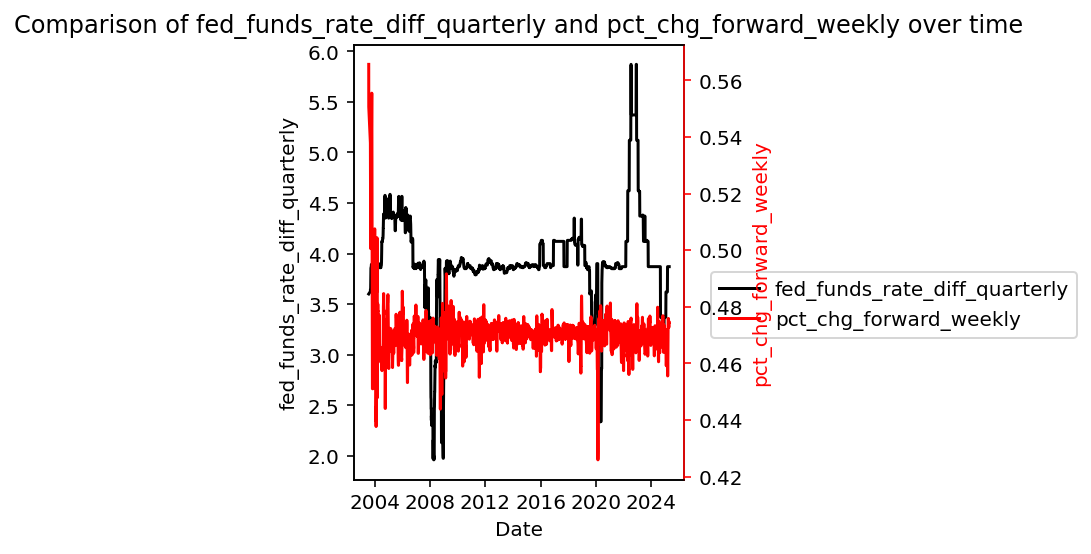 Comparison of fed_funds_rate_diff_quarterly and pct_chg_forward_weekly over time
fed_funds_rate_diff_quarterly
6.0
5.5
5.0
4.5
4.0
3.5
3.0
2.5
2.0
2004 2008 2012 2016 2020 2024
Date
0.56
0.54
0.52
0.50
0.48
0.46
0.44
0.42
pct_chg_forward_weekly
fed_funds_rate_diff_quarterly
pct_chg_forward_weekly